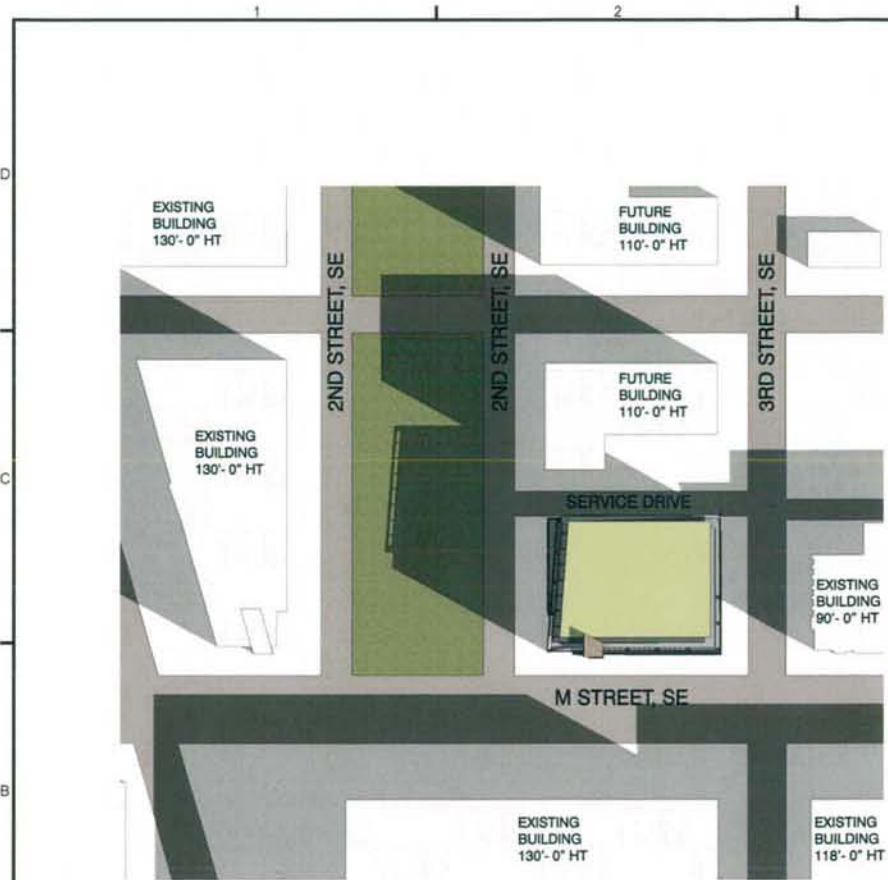 1
2
D
EXISTING
BUILDING
130'- 0" HT
FUTURE
BUILDING
110'- 0" HT
2ND STREET, SE
2ND STREET, SE
3RD STREET, SE
FUTURE
BUILDING
110'- 0" HT
EXISTING
BUILDING
130'- 0" HT
C
SERVICE DRIVE
EXISTING
BUILDING
90'- 0" HT
M STREET, SE
B
EXISTING
BUILDING
130'- 0" HT
EXISTING
BUILDING
118'- 0" HT